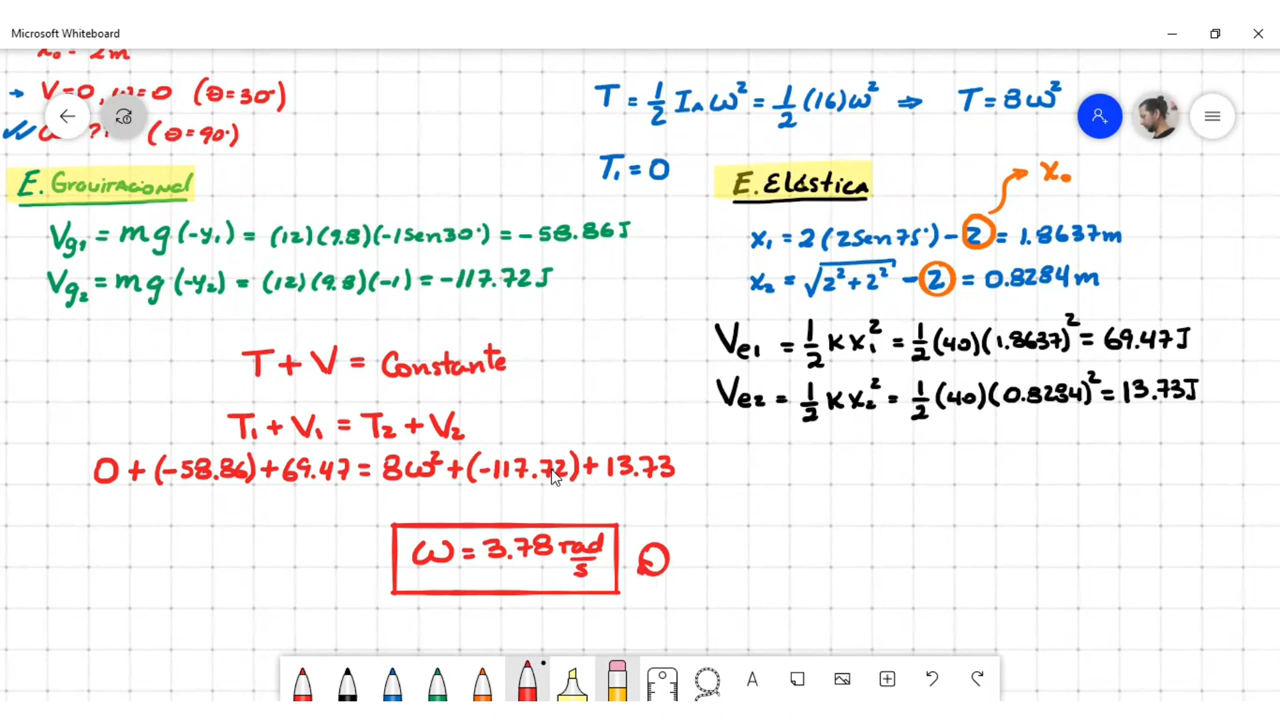 Microsoft Whiteboard
x₀ = 2m
→ V=0, ω=0 (θ=30°)
?  (θ=90°)
E. Gravitacional
Vg₁ = mg(-y₁) = (12)(9.8)(-1Sen30°) = -58.86J
Vg₂ = mg(-y₂) = (12)(9.8)(-1) = -117.72J
T + V = Constante
T₁ + V₁ = T₂ + V₂
0 + (-58.86) + 69.47 = 8ω² + (-117.72) + 13.73
ω = 3.78 rad/s
T = 1/2 Iₐω² = 1/2 (16)ω² ⇒ T = 8ω²
T₁ = 0
E. Elástica
x₀
x₁ = 2(2Sen75°) - 2 = 1.8637m
x₂ = √(2²+2²) - 2 = 0.8284m
Ve₁ = 1/2 Kx₁² = 1/2 (40)(1.8637)² = 69.47J
Ve₂ = 1/2 Kx₂² = 1/2 (40)(0.8284)² = 13.73J
A